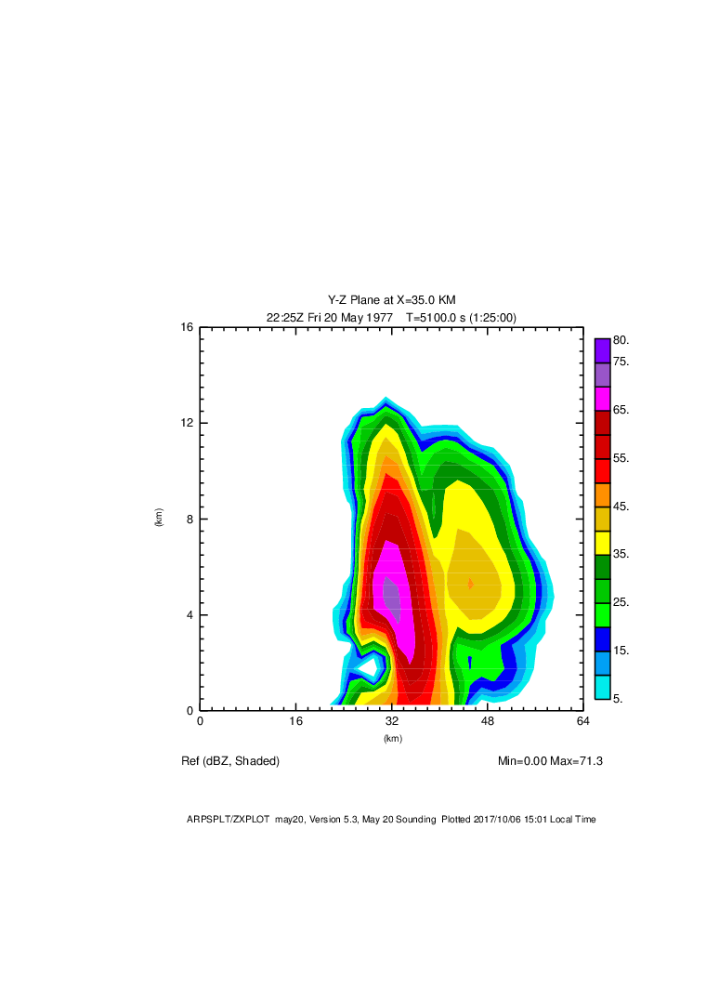 Y-Z Plane at X=35.0 KM
22:25Z Fri 20 May 1977    T=5100.0 s (1:25:00)
16
12
8
4
0
(km)
0 16 32 48 64
(km)
80.
75.
65.
55.
45.
35.
25.
15.
5.
Ref (dBZ, Shaded) Min=0.00 Max=71.3
ARPSPLT/ZXPLOT  may20, Version 5.3, May 20 Sounding  Plotted 2017/10/06 15:01 Local Time